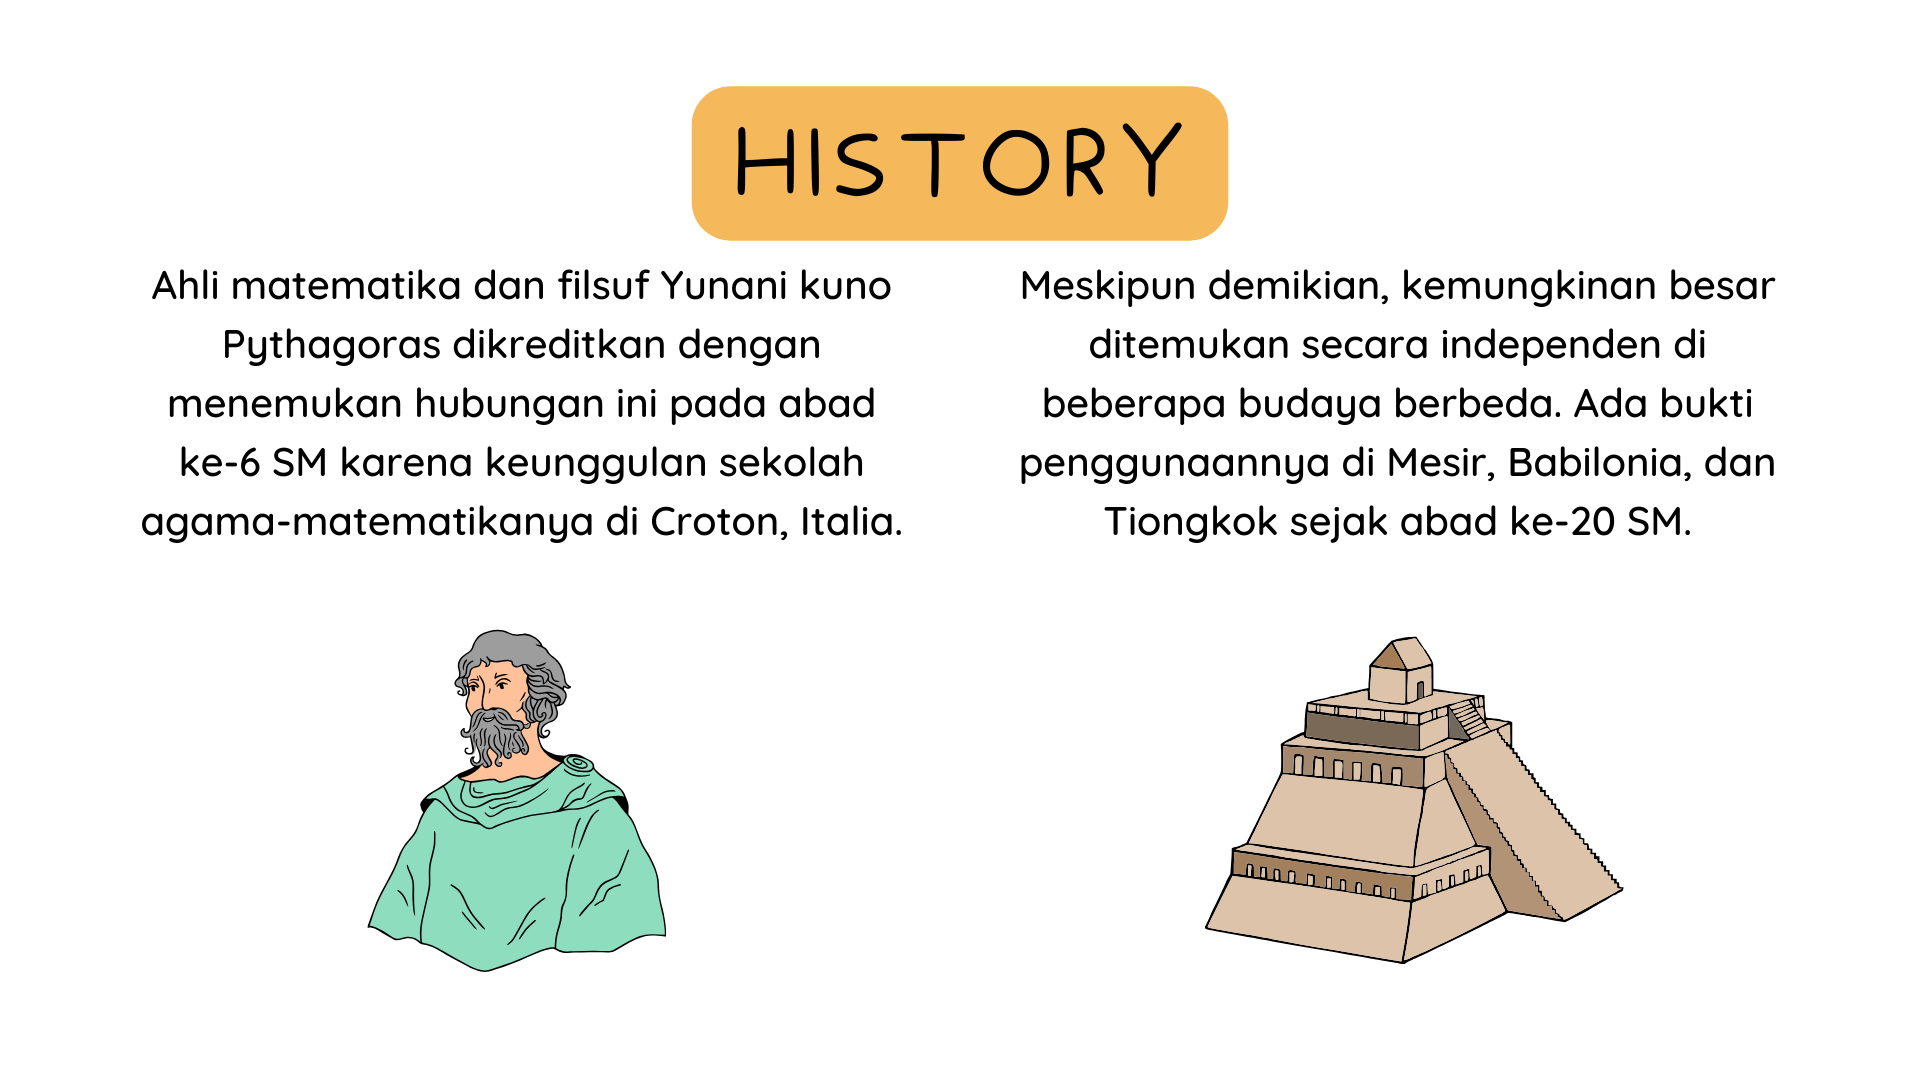 HISTORY
Ahli matematika dan filsuf Yunani kuno
Pythagoras dikreditkan dengan
menemukan hubungan ini pada abad
ke-6 SM karena keunggulan sekolah
agama-matematikanya di Croton, Italia.
Meskipun demikian, kemungkinan besar
ditemukan secara independen di
beberapa budaya berbeda. Ada bukti
penggunaannya di Mesir, Babilonia, dan
Tiongkok sejak abad ke-20 SM.